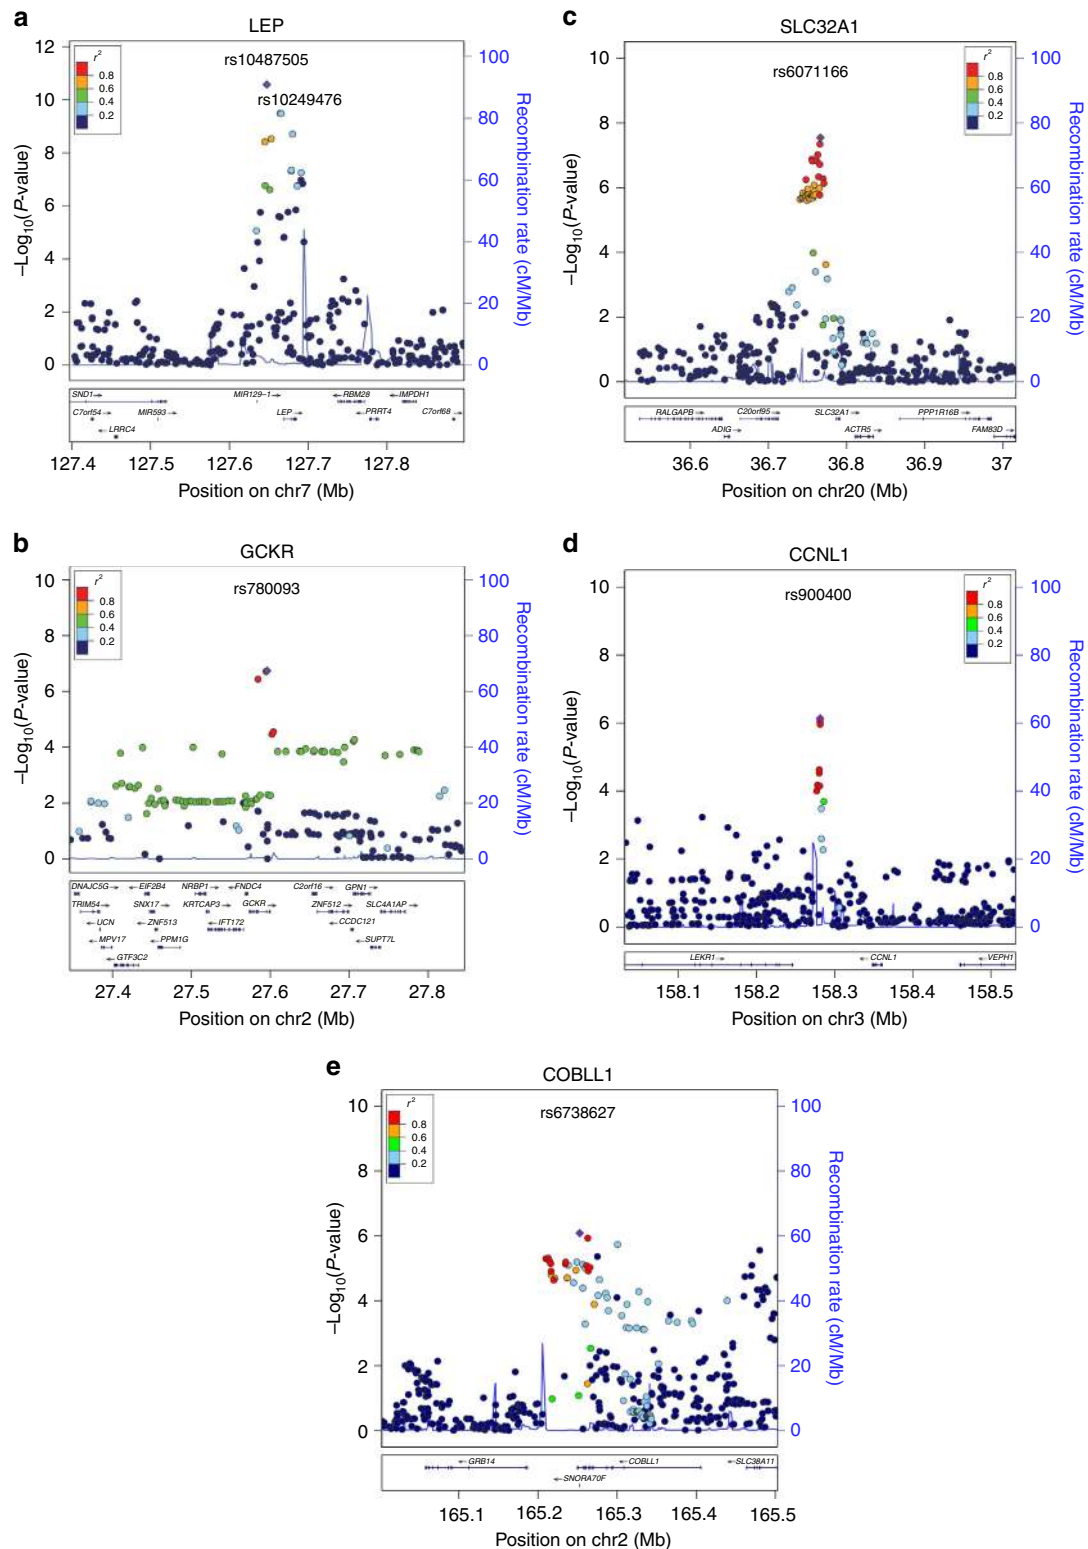 a
LEP
rs10487505
rs10249476
r2
0.8
0.6
0.4
0.2
12
10
8
6
4
2
0
–Log10(P-value)
100
80
60
40
20
0
Recombination rate (cM/Mb)
SND1 MIR129-1 RBM28 IMPDH1
C7orf54 MIR593 LEP PRRT4 C7orf68
LRRC4
127.4 127.5 127.6 127.7 127.8
Position on chr7 (Mb)
c
SLC32A1
rs6071166
r2
0.8
0.6
0.4
0.2
10
8
6
4
2
0
–Log10(P-value)
100
80
60
40
20
0
Recombination rate (cM/Mb)
RALGAPB C20orf95 SLC32A1 PPP1R16B
ADIG ACTR5 FAM83D
36.6 36.7 36.8 36.9 37
Position on chr20 (Mb)
b
GCKR
rs780093
r2
0.8
0.6
0.4
0.2
10
8
6
4
2
0
–Log10(P-value)
100
80
60
40
20
0
Recombination rate (cM/Mb)
DNAJC5G EIF2B4 NRBP1 FNDC4 C2orf16 GPN1
TRIM54 SNX17 KRTCAP3 GCKR ZNF512 SLC4A1AP
UCN ZNF513 IFT172 CCDC121
MPV17 PPM1G SUPT7L
GTF3C2
27.4 27.5 27.6 27.7 27.8
Position on chr2 (Mb)
d
CCNL1
rs900400
r2
0.8
0.6
0.4
0.2
10
8
6
4
2
0
–Log10(P-value)
100
80
60
40
20
0
Recombination rate (cM/Mb)
LEKR1 CCNL1 VEPH1
158.1 158.2 158.3 158.4 158.5
Position on chr3 (Mb)
e
COBLL1
rs6738627
r2
0.8
0.6
0.4
0.2
10
8
6
4
2
0
–Log10(P-value)
100
80
60
40
20
0
Recombination rate (cM/Mb)
GRB14 COBLL1 SLC38A11
SNORA70F
165.1 165.2 165.3 165.4 165.5
Position on chr2 (Mb)